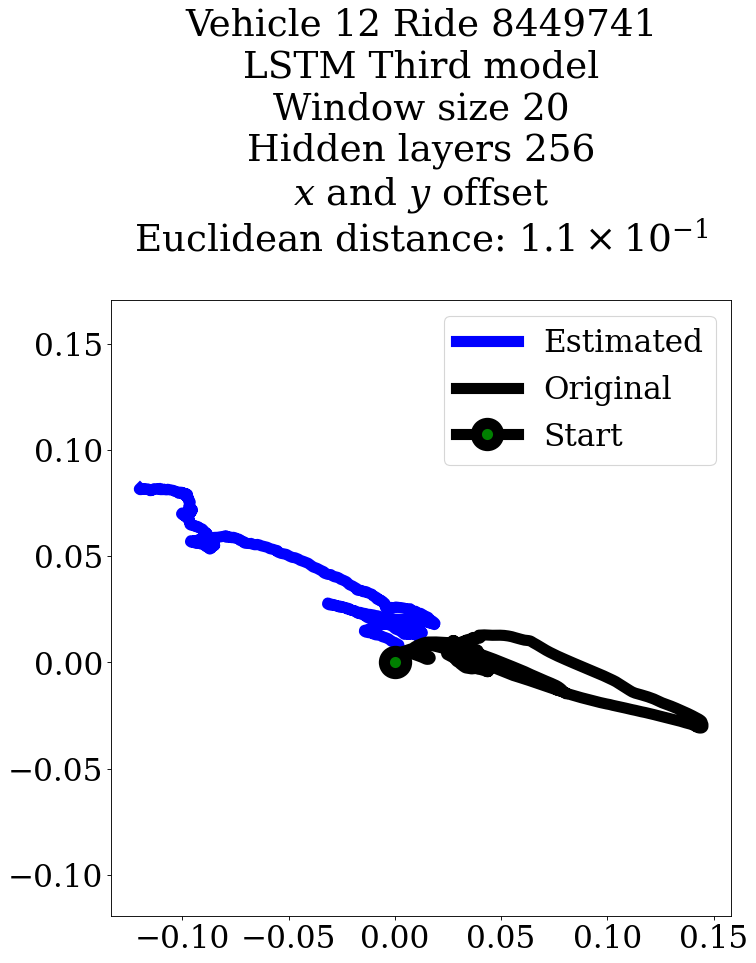 Vehicle 12 Ride 8449741
LSTM Third model
Window size 20
Hidden layers 256
x and y offset
Euclidean distance: 1.1 × 10⁻¹
Estimated
Original
Start
0.15
0.10
0.05
0.00
−0.05
−0.10
−0.10 −0.05 0.00 0.05 0.10 0.15